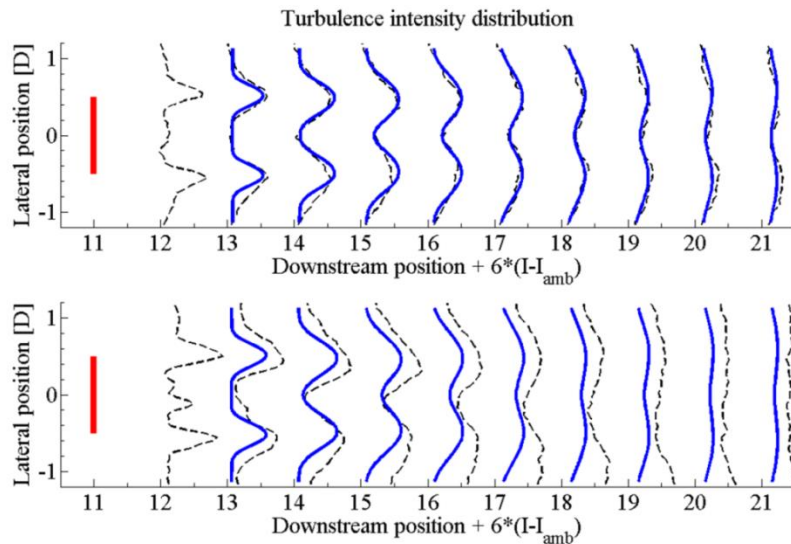 Turbulence intensity distribution
Lateral position [D]
1
0
-1
11 12 13 14 15 16 17 18 19 20 21
Downstream position + 6*(I-I_amb)
Lateral position [D]
1
0
-1
11 12 13 14 15 16 17 18 19 20 21
Downstream position + 6*(I-I_amb)